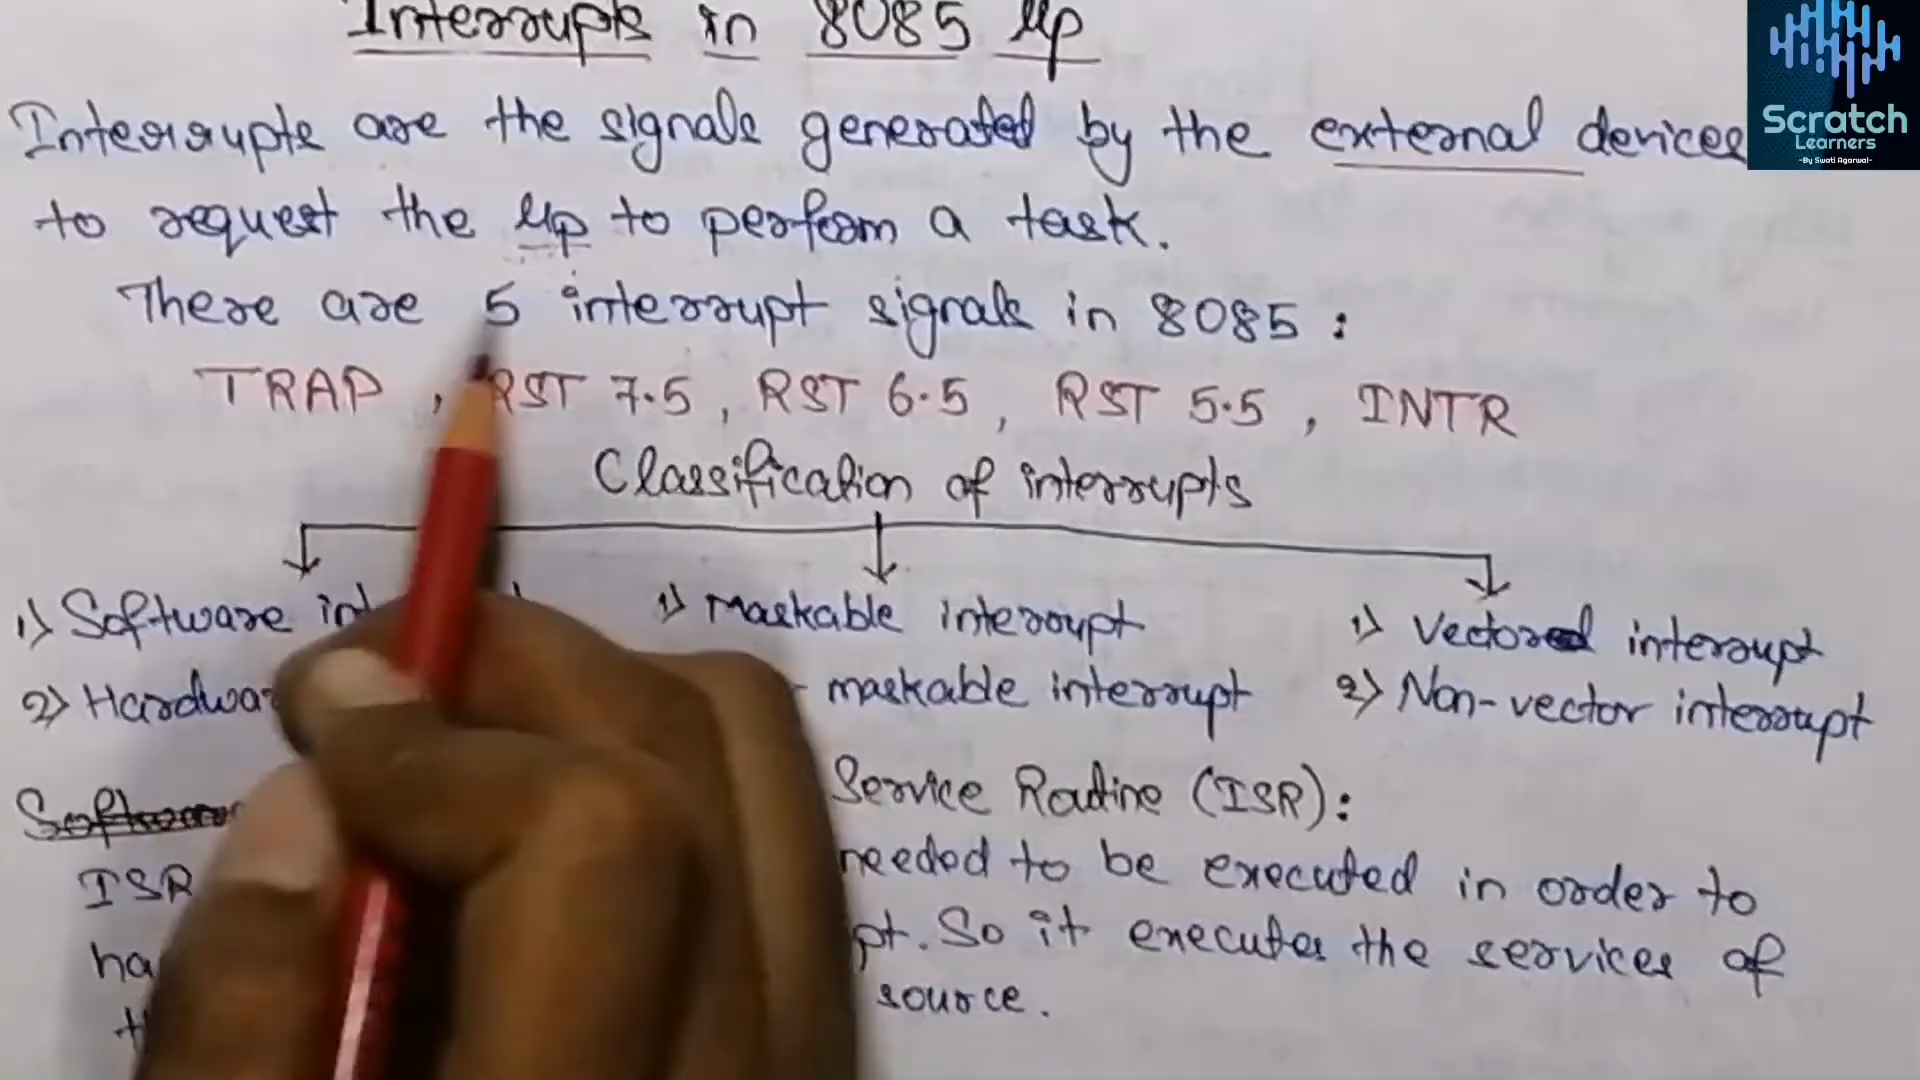 Interrupts in 8085 μp
Interrupts are the signals generated by the external devices
to request the μp to perform a task.
There are 5 interrupt signals in 8085 :
TRAP , RST 7.5 , RST 6.5 , RST 5.5 , INTR
Classification of interrupts
1) Software 1) Maskable interrupt 1) Vectored interrupt
2) maskable interrupt 2) Non-vector interrupt
Service Routine (ISR):
ISR needed to be executed in order to
So it executes the services of
source.
Scratch
Learners
-By Swati Agarwal-